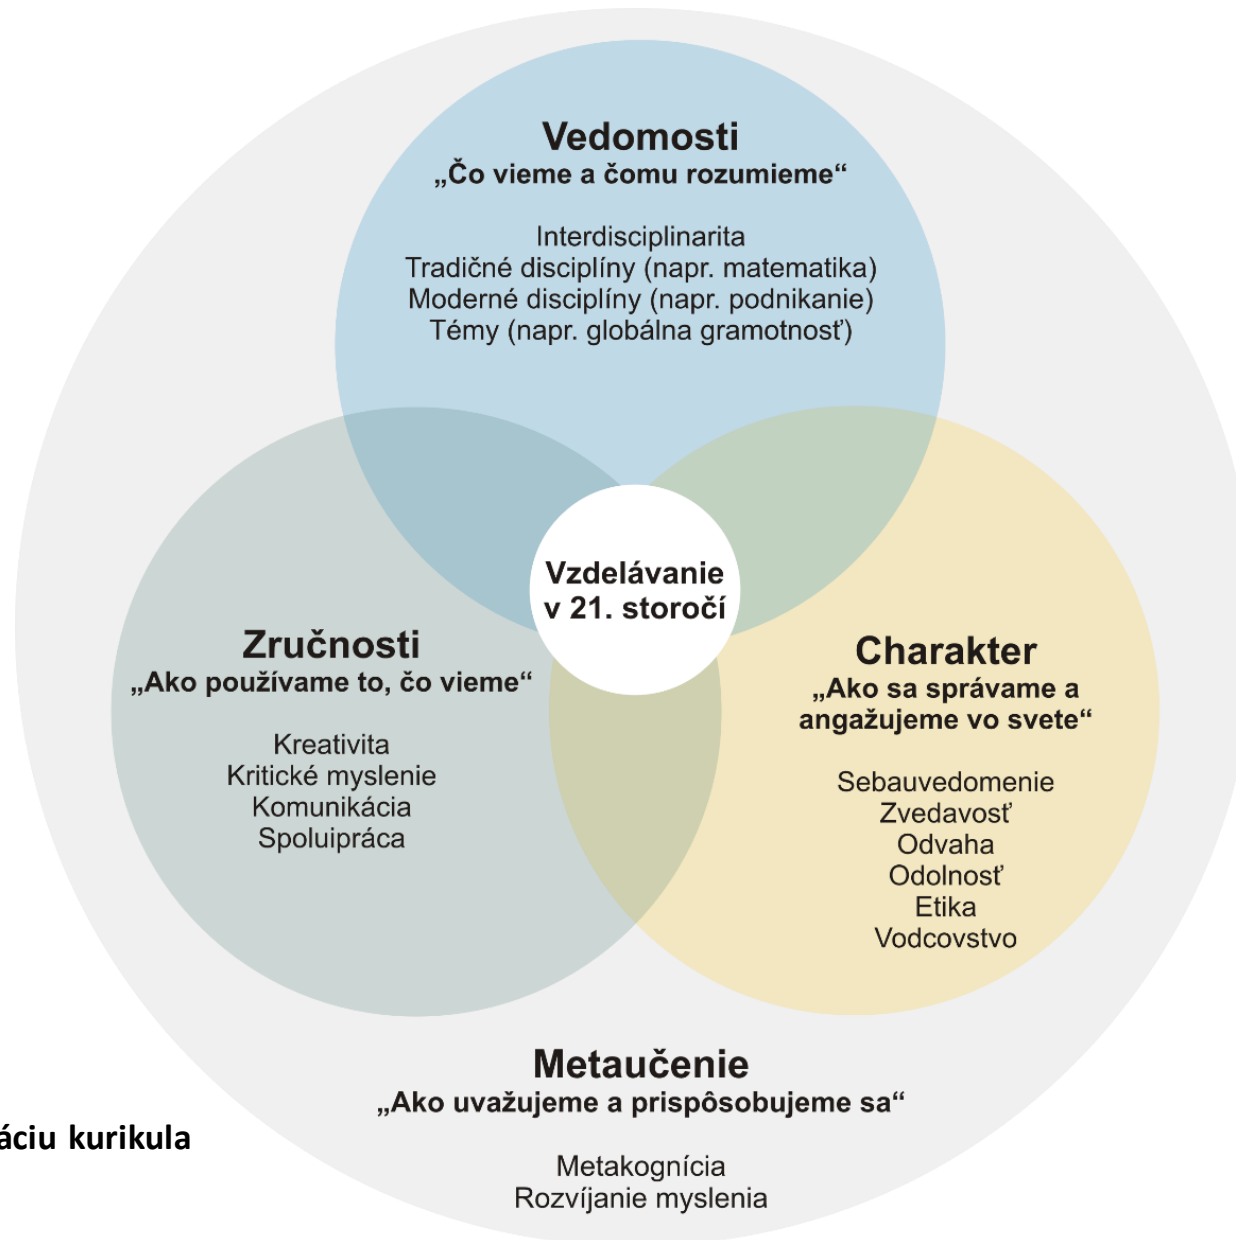 Vedomosti
„Čo vieme a čomu rozumieme“
Interdisciplinarita
Tradičné disciplíny (napr. matematika)
Moderné disciplíny (napr. podnikanie)
Témy (napr. globálna gramotnosť)
Vzdelávanie
v 21. storočí
Zručnosti
„Ako používame to, čo vieme“
Kreativita
Kritické myslenie
Komunikácia
Spoluipráca
Charakter
„Ako sa správame a
angažujeme vo svete“
Sebauvedomenie
Zvedavosť
Odvaha
Odolnosť
Etika
Vodcovstvo
Metaučenie
„Ako uvažujeme a prispôsobujeme sa“
Metakognícia
Rozvíjanie myslenia
áciu kurikula